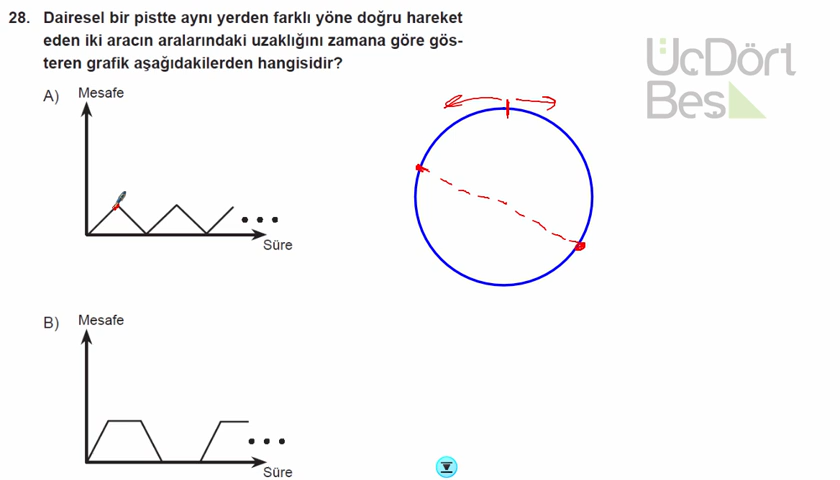 28. Dairesel bir pistte aynı yerden farklı yöne doğru hareket
eden iki aracın aralarındaki uzaklığını zamana göre gös-
teren grafik aşağıdakilerden hangisidir?
ÜçDört
Beş
A) Mesafe
Süre
B) Mesafe
Süre